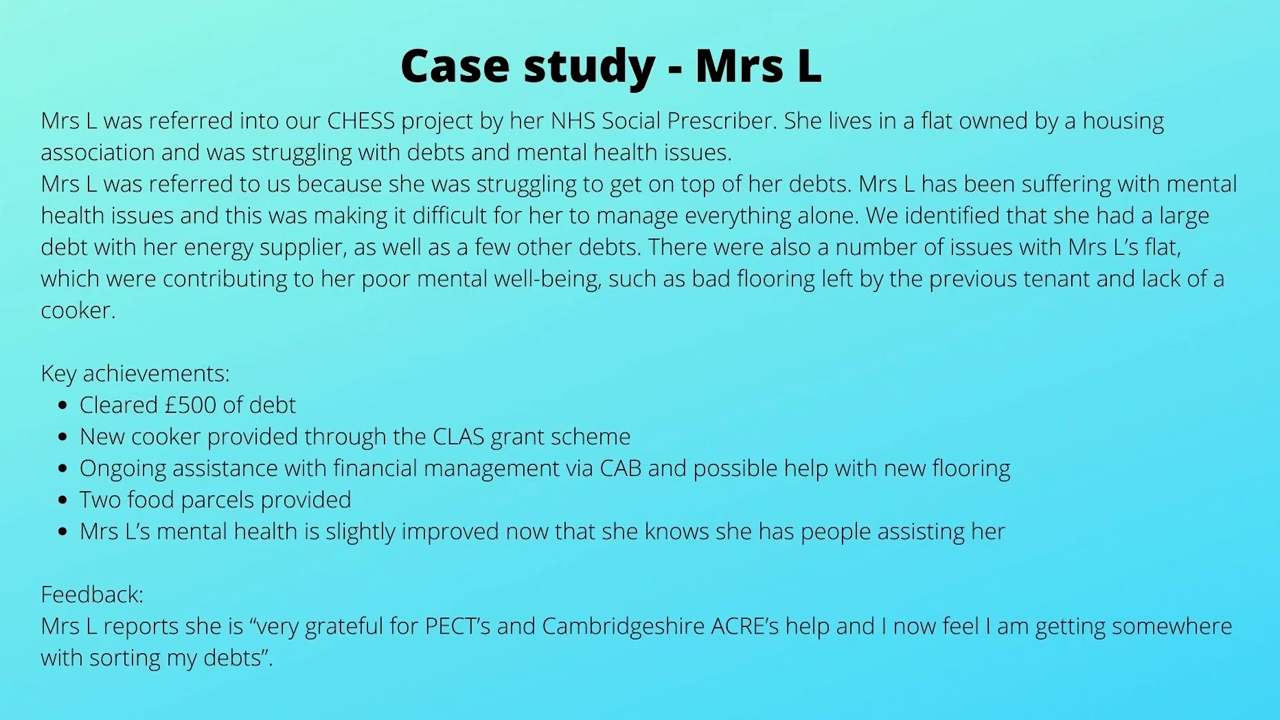 Case study - Mrs L
Mrs L was referred into our CHESS project by her NHS Social Prescriber. She lives in a flat owned by a housing
association and was struggling with debts and mental health issues.
Mrs L was referred to us because she was struggling to get on top of her debts. Mrs L has been suffering with mental
health issues and this was making it difficult for her to manage everything alone. We identified that she had a large
debt with her energy supplier, as well as a few other debts. There were also a number of issues with Mrs L’s flat,
which were contributing to her poor mental well-being, such as bad flooring left by the previous tenant and lack of a
cooker.
Key achievements:
• Cleared £500 of debt
• New cooker provided through the CLAS grant scheme
• Ongoing assistance with financial management via CAB and possible help with new flooring
• Two food parcels provided
• Mrs L’s mental health is slightly improved now that she knows she has people assisting her
Feedback:
Mrs L reports she is “very grateful for PECT’s and Cambridgeshire ACRE’s help and I now feel I am getting somewhere
with sorting my debts”.